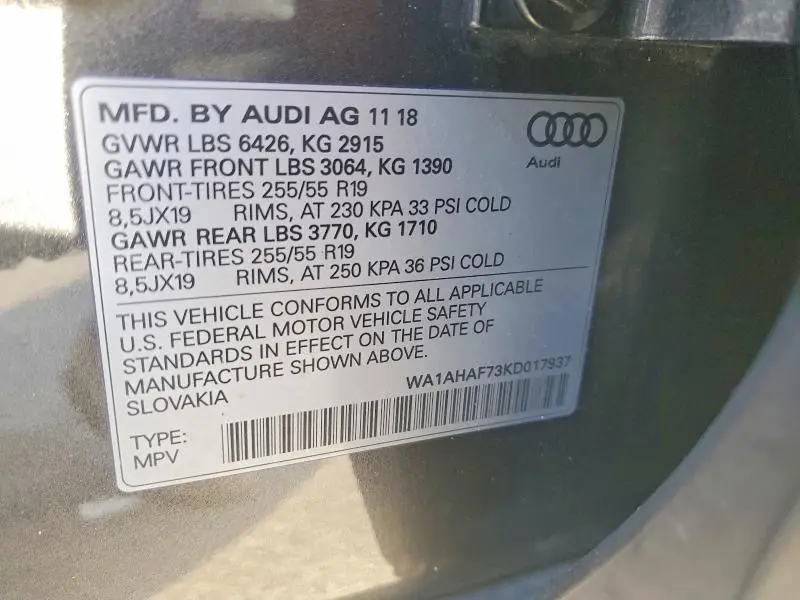 MFD. BY AUDI AG 11 18
GVWR LBS 6426, KG 2915
GAWR FRONT LBS 3064, KG 1390
FRONT-TIRES 255/55 R19
8,5JX19 RIMS, AT 230 KPA 33 PSI COLD
GAWR REAR LBS 3770, KG 1710
REAR-TIRES 255/55 R19
8,5JX19 RIMS, AT 250 KPA 36 PSI COLD
Audi
THIS VEHICLE CONFORMS TO ALL APPLICABLE
U.S. FEDERAL MOTOR VEHICLE SAFETY
STANDARDS IN EFFECT ON THE DATE OF
MANUFACTURE SHOWN ABOVE.
SLOVAKIA
WA1AHAF73KD017937
TYPE:
MPV